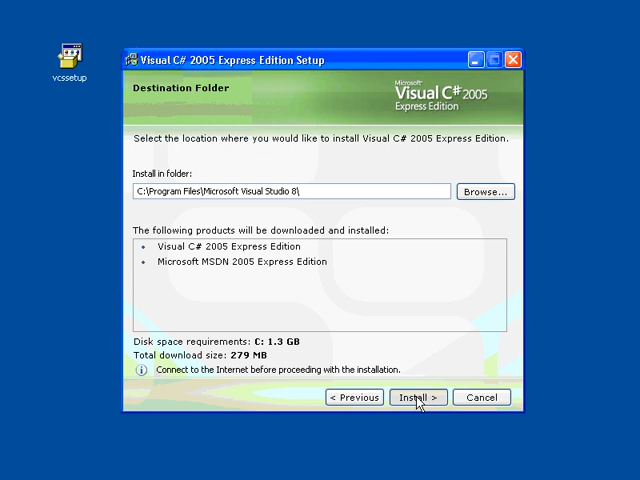 vcssetup
Visual C# 2005 Express Edition Setup
Destination Folder
Microsoft
Visual C# 2005
Express Edition
Select the location where you would like to install Visual C# 2005 Express Edition.
Install in folder:
C:\Program Files\Microsoft Visual Studio 8\
Browse...
The following products will be downloaded and installed:
• Visual C# 2005 Express Edition
• Microsoft MSDN 2005 Express Edition
Disk space requirements: C: 1.3 GB
Total download size: 279 MB
Connect to the Internet before proceeding with the installation.
< Previous
Install >
Cancel